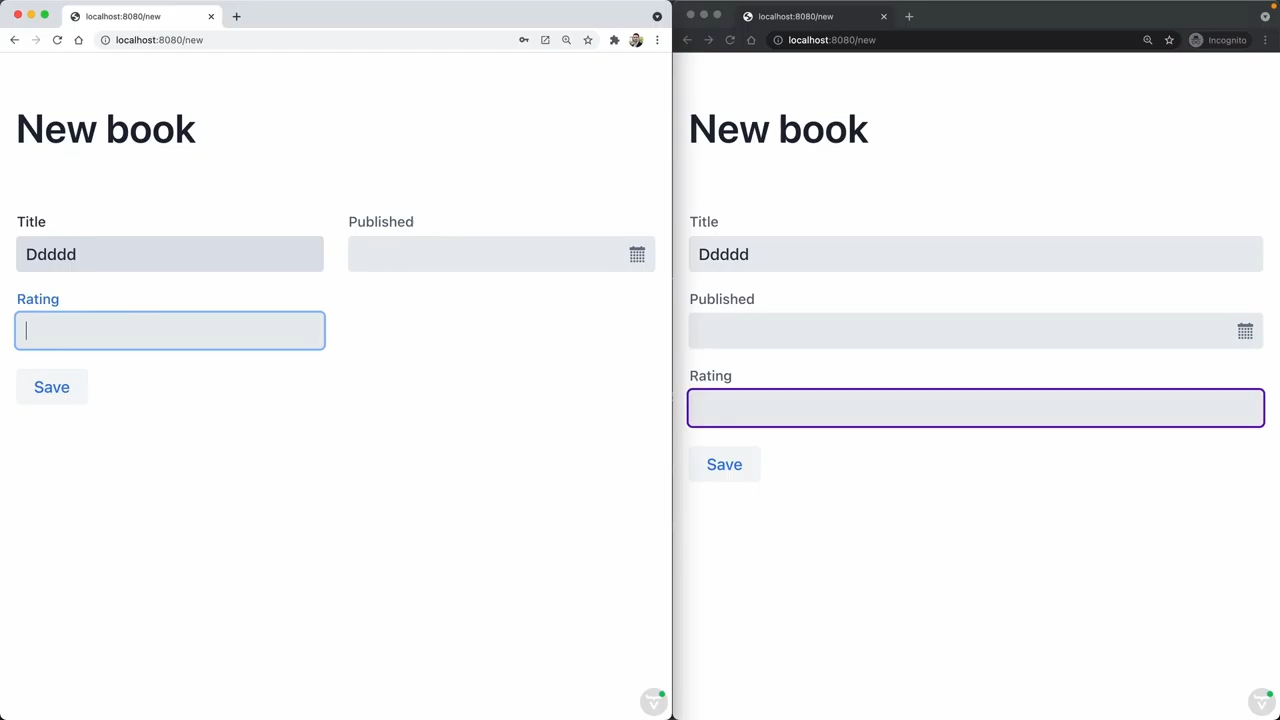 localhost:8080/new
localhost:8080/new
New book
Title
Ddddd
Published
Rating
Save
localhost:8080/new
localhost:8080/new
Incognito
New book
Title
Ddddd
Published
Rating
Save